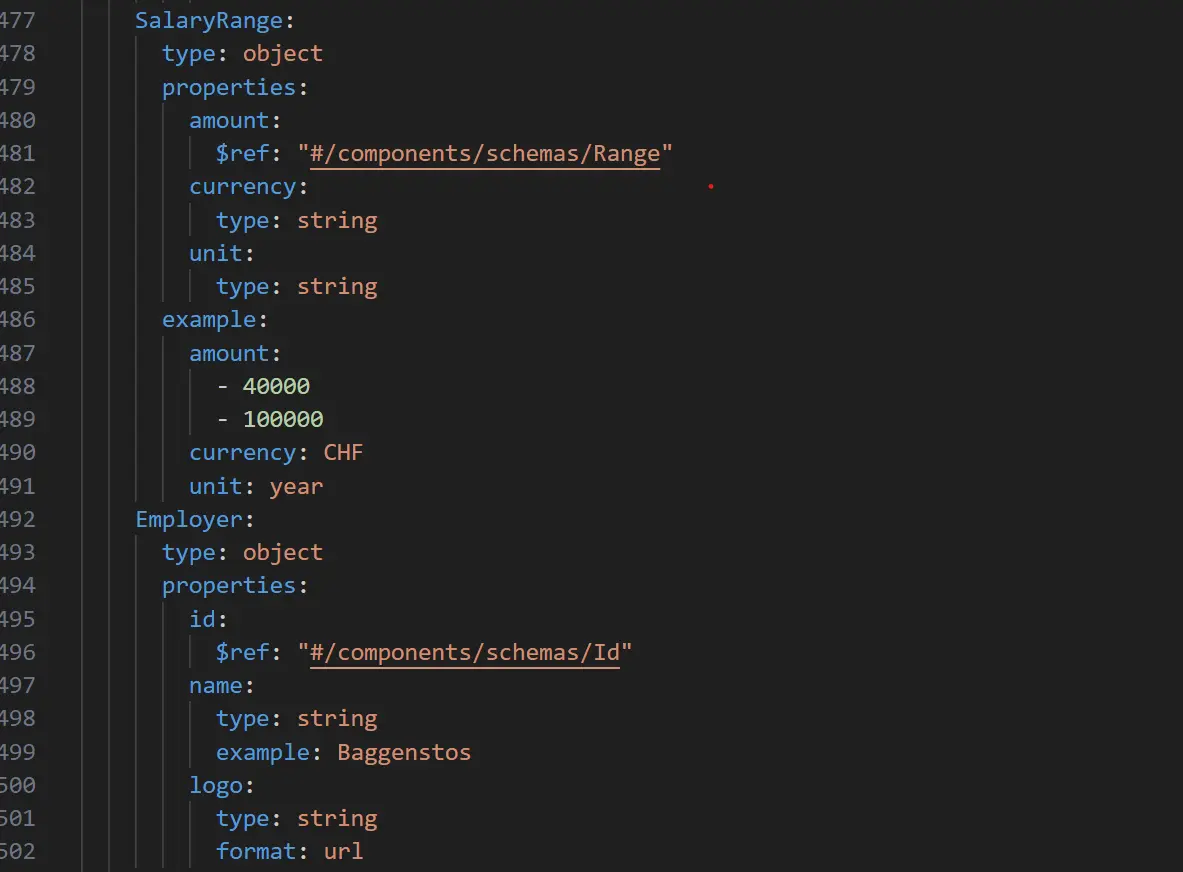 477 SalaryRange:
478   type: object
479   properties:
480     amount:
481       $ref: "#/components/schemas/Range"
482     currency:
483       type: string
484     unit:
485       type: string
486   example:
487     amount:
488       - 40000
489       - 100000
490     currency: CHF
491     unit: year
492 Employer:
493   type: object
494   properties:
495     id:
496       $ref: "#/components/schemas/Id"
497     name:
498       type: string
499       example: Baggenstos
500     logo:
501       type: string
502       format: url